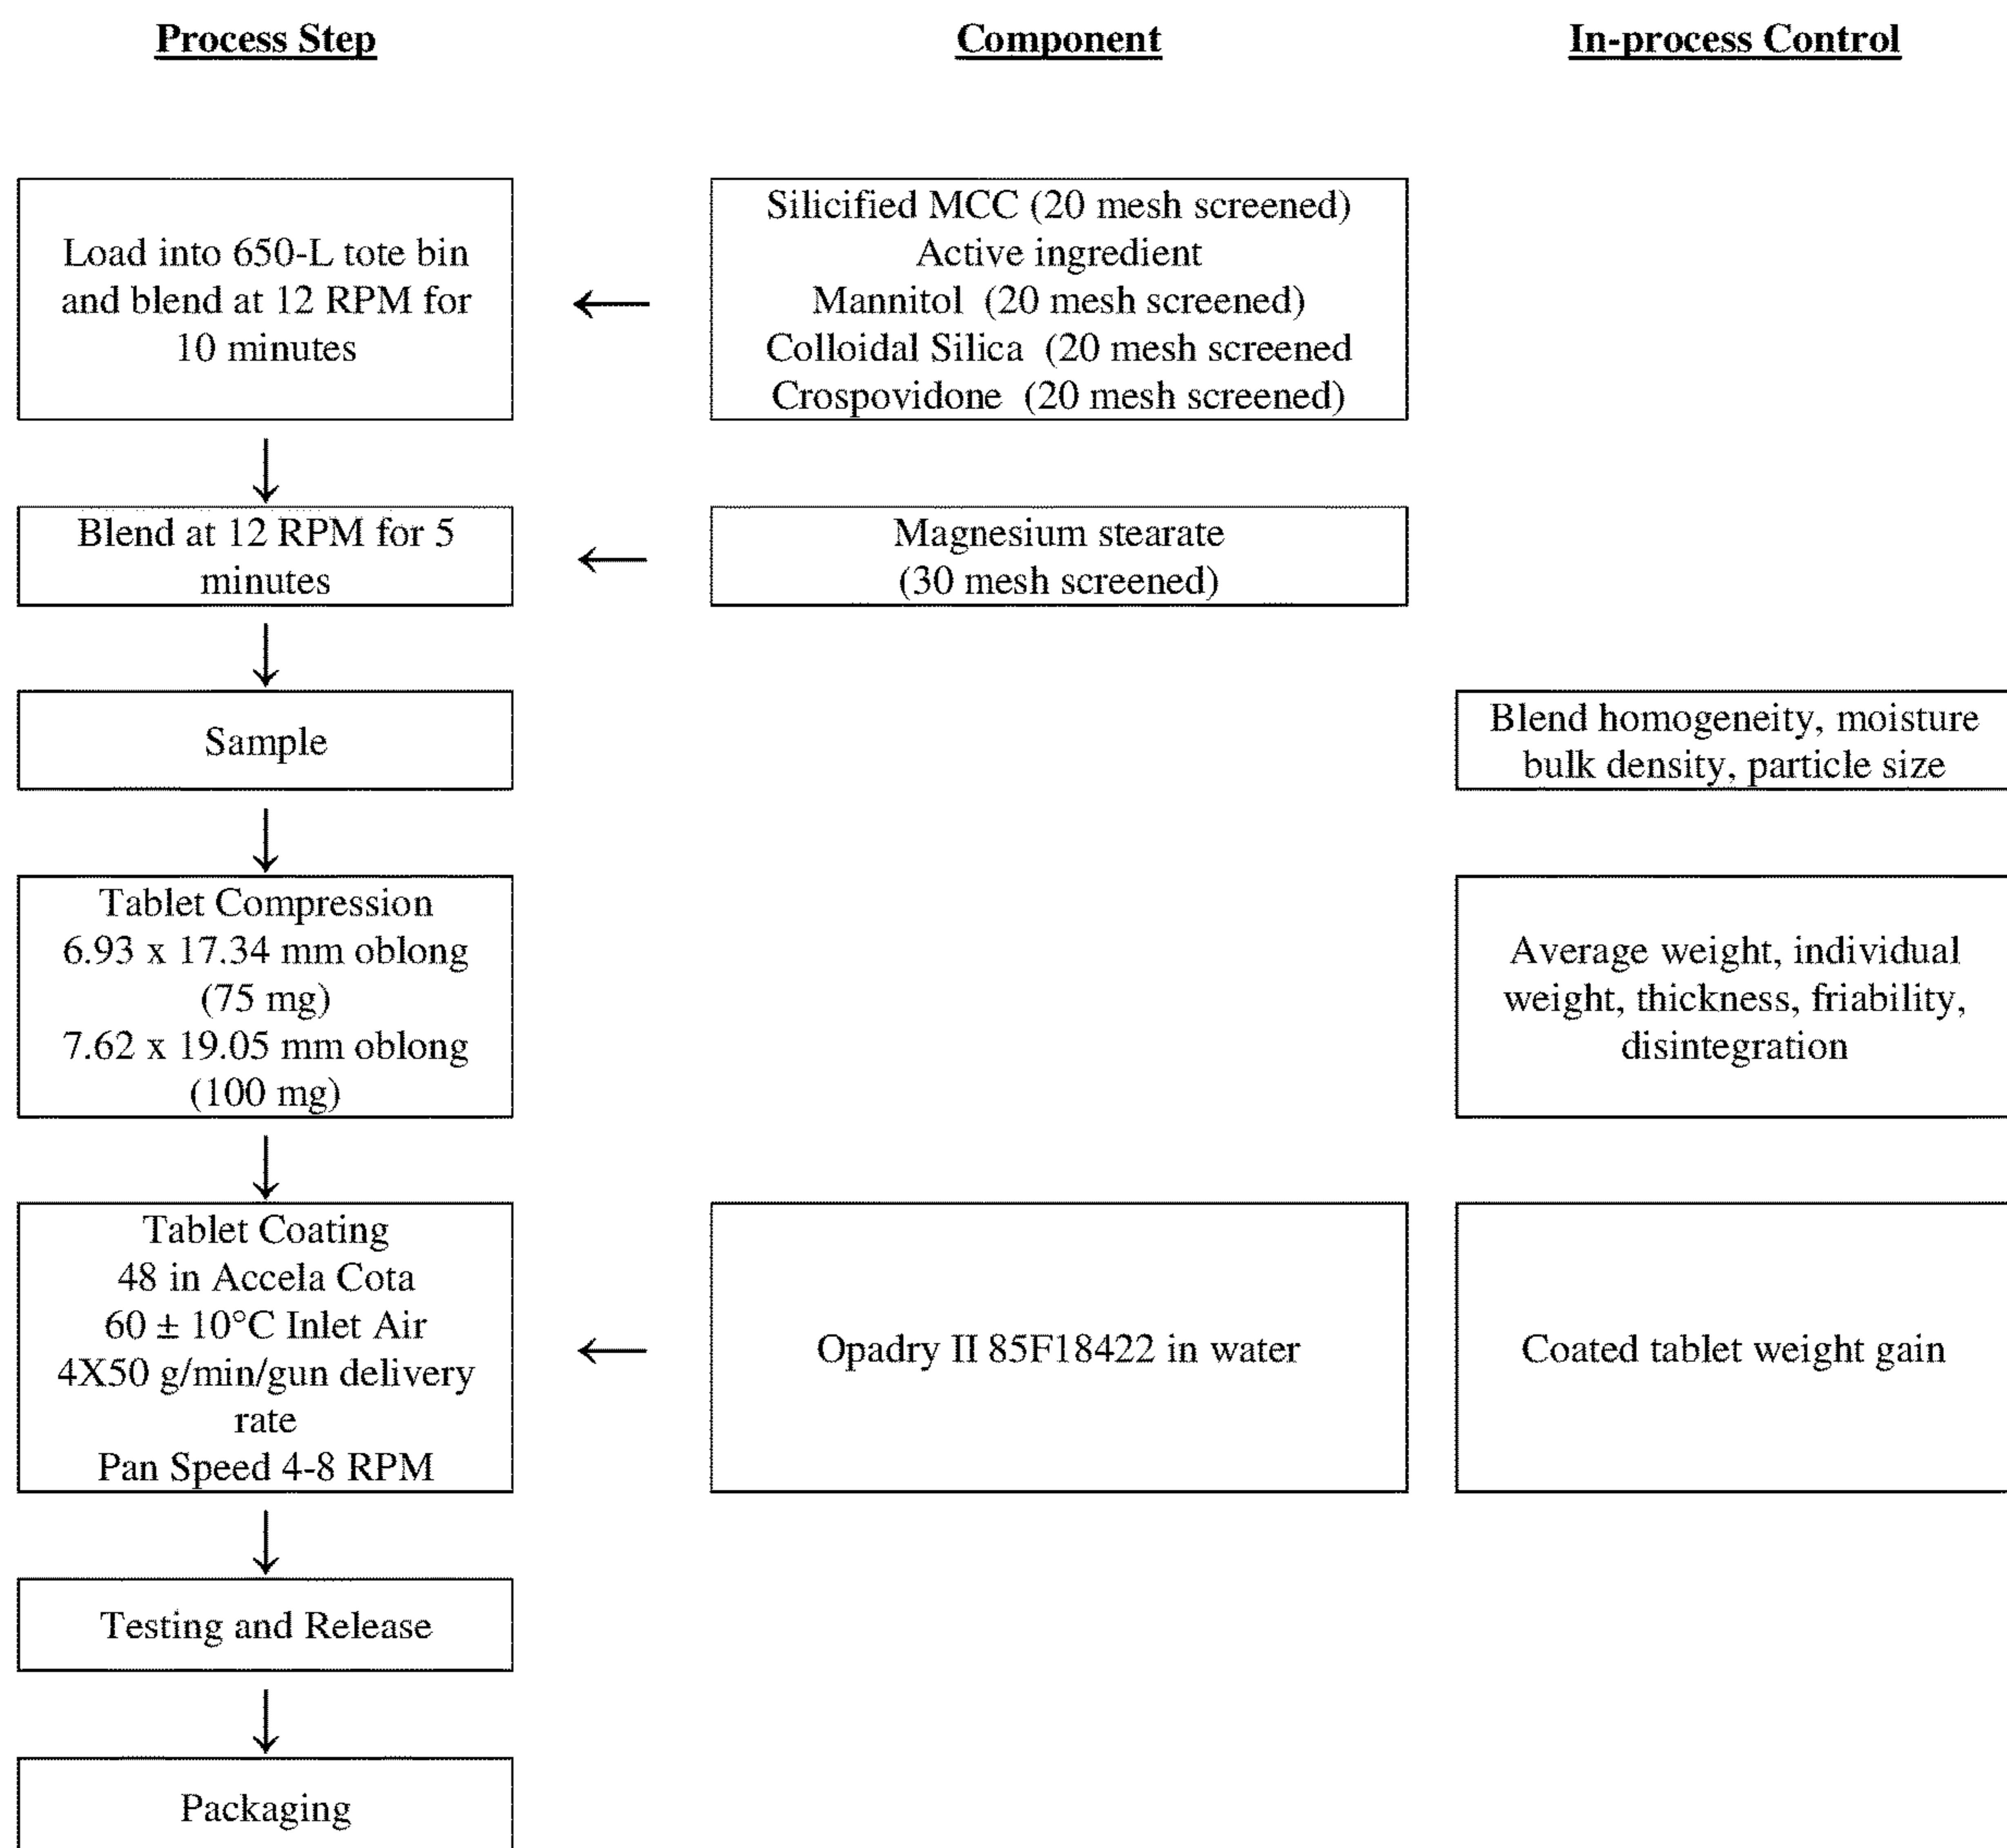 Process Step
Component
In-process Control
Load into 650-L tote bin
and blend at 12 RPM for
10 minutes
Silicified MCC (20 mesh screened)
Active ingredient
Mannitol (20 mesh screened)
Colloidal Silica (20 mesh screened
Crospovidone (20 mesh screened)
Blend at 12 RPM for 5
minutes
Magnesium stearate
(30 mesh screened)
Sample
Blend homogeneity, moisture
bulk density, particle size
Tablet Compression
6.93 x 17.34 mm oblong
(75 mg)
7.62 x 19.05 mm oblong
(100 mg)
Average weight, individual
weight, thickness, friability,
disintegration
Tablet Coating
48 in Accela Cota
60 ± 10°C Inlet Air
4X50 g/min/gun delivery
rate
Pan Speed 4-8 RPM
Opadry II 85F18422 in water
Coated tablet weight gain
Testing and Release
Packaging